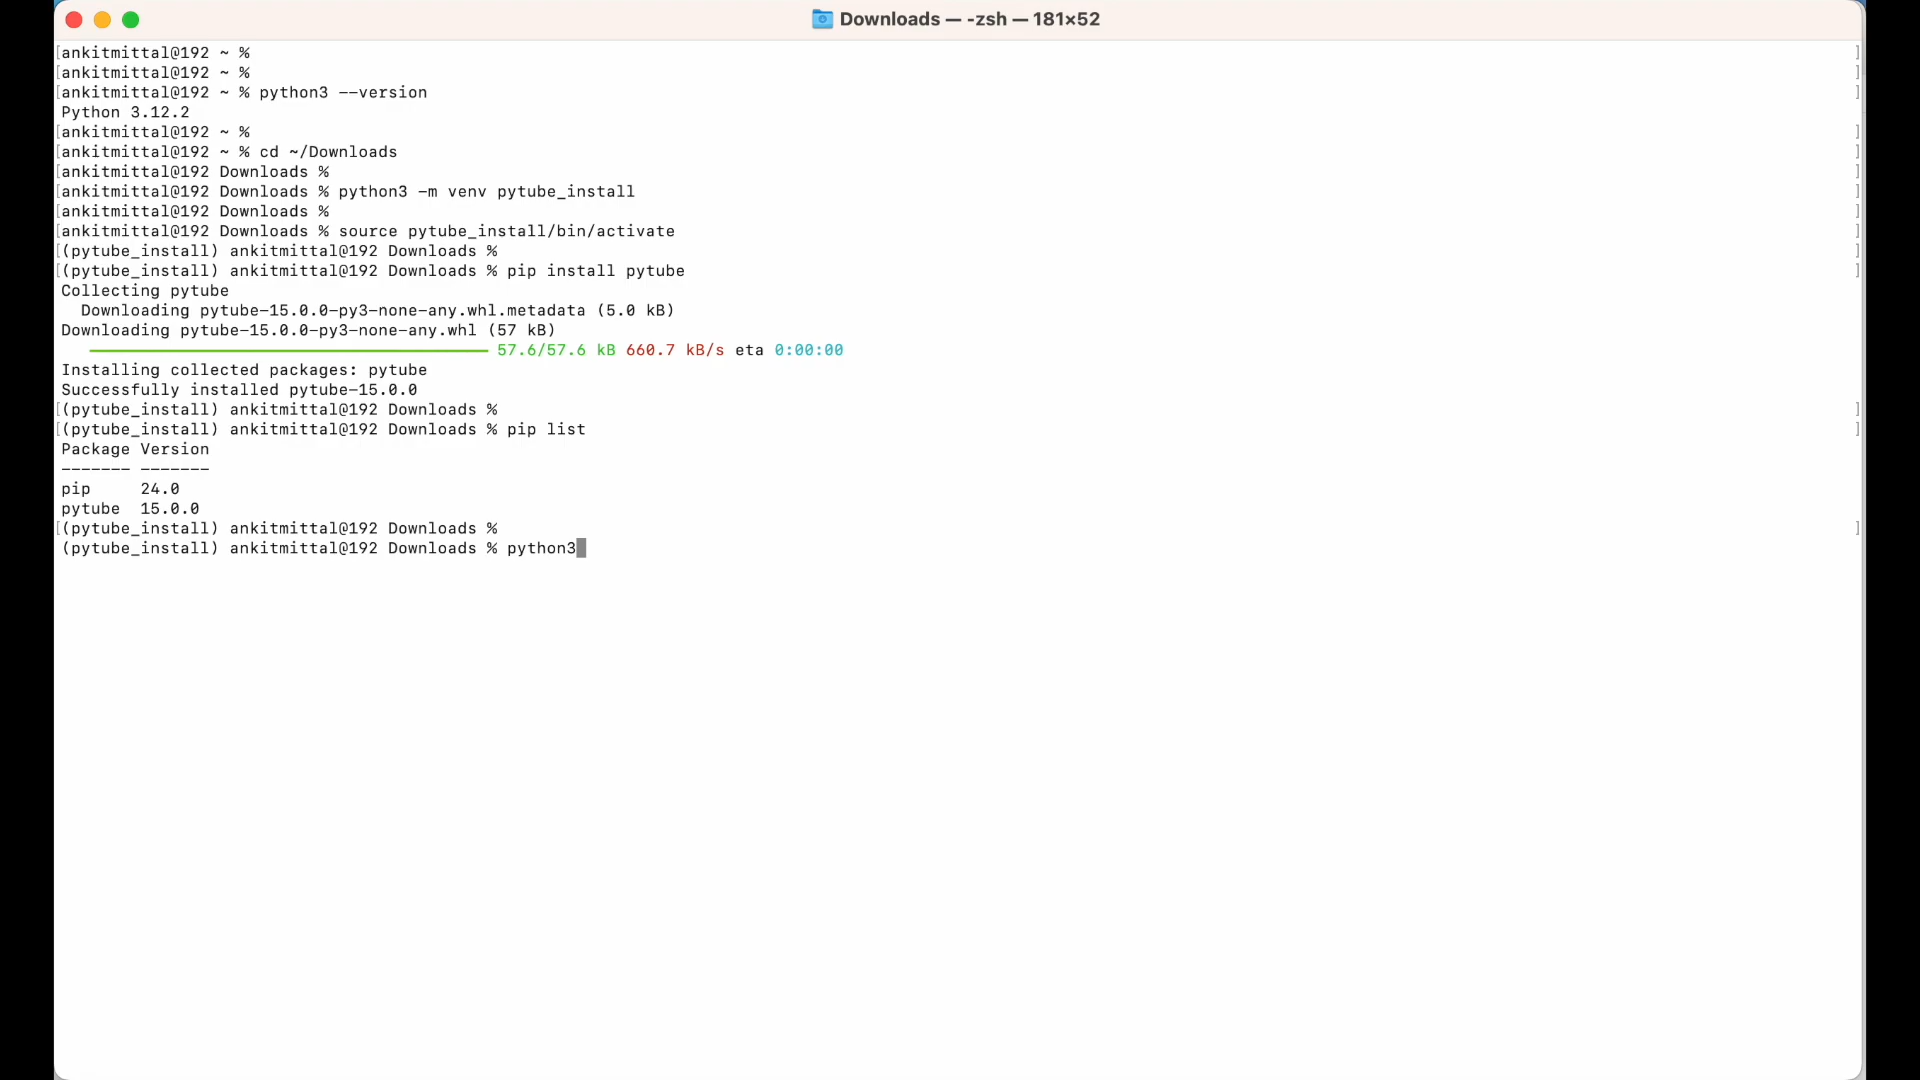 Downloads — -zsh — 181×52
[ankitmittal@192 ~ % ]
[ankitmittal@192 ~ % ]
[ankitmittal@192 ~ % python3 --version ]
Python 3.12.2
[ankitmittal@192 ~ % ]
[ankitmittal@192 ~ % cd ~/Downloads ]
[ankitmittal@192 Downloads % ]
[ankitmittal@192 Downloads % python3 -m venv pytube_install ]
[ankitmittal@192 Downloads % ]
[ankitmittal@192 Downloads % source pytube_install/bin/activate ]
[(pytube_install) ankitmittal@192 Downloads % ]
[(pytube_install) ankitmittal@192 Downloads % pip install pytube ]
Collecting pytube
  Downloading pytube-15.0.0-py3-none-any.whl.metadata (5.0 kB)
Downloading pytube-15.0.0-py3-none-any.whl (57 kB)
57.6/57.6 kB 660.7 kB/s eta 0:00:00
Installing collected packages: pytube
Successfully installed pytube-15.0.0
[(pytube_install) ankitmittal@192 Downloads % ]
[(pytube_install) ankitmittal@192 Downloads % pip list ]
Package Version
------- -------
pip     24.0
pytube  15.0.0
[(pytube_install) ankitmittal@192 Downloads % ]
(pytube_install) ankitmittal@192 Downloads % python3